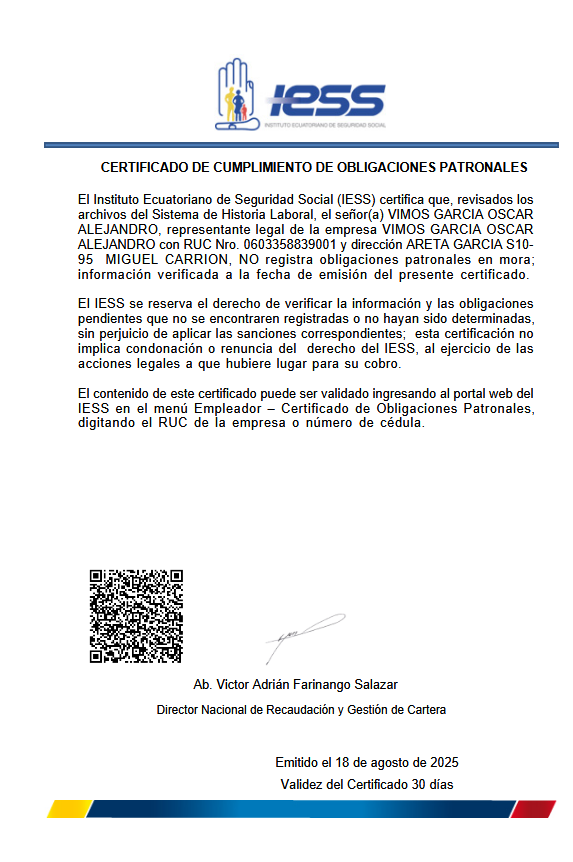 IESS
INSTITUTO ECUATORIANO DE SEGURIDAD SOCIAL
CERTIFICADO DE CUMPLIMIENTO DE OBLIGACIONES PATRONALES
El Instituto Ecuatoriano de Seguridad Social (IESS) certifica que, revisados los
archivos del Sistema de Historia Laboral, el señor(a) VIMOS GARCIA OSCAR
ALEJANDRO, representante legal de la empresa VIMOS GARCIA OSCAR
ALEJANDRO con RUC Nro. 0603358839001 y dirección ARETA GARCIA S10-
95 MIGUEL CARRION, NO registra obligaciones patronales en mora;
información verificada a la fecha de emisión del presente certificado.
El IESS se reserva el derecho de verificar la información y las obligaciones
pendientes que no se encontraren registradas o no hayan sido determinadas,
sin perjuicio de aplicar las sanciones correspondientes; esta certificación no
implica condonación o renuncia del derecho del IESS, al ejercicio de las
acciones legales a que hubiere lugar para su cobro.
El contenido de este certificado puede ser validado ingresando al portal web del
IESS en el menú Empleador – Certificado de Obligaciones Patronales,
digitando el RUC de la empresa o número de cédula.
Ab. Victor Adrián Farinango Salazar
Director Nacional de Recaudación y Gestión de Cartera
Emitido el 18 de agosto de 2025
Validez del Certificado 30 días